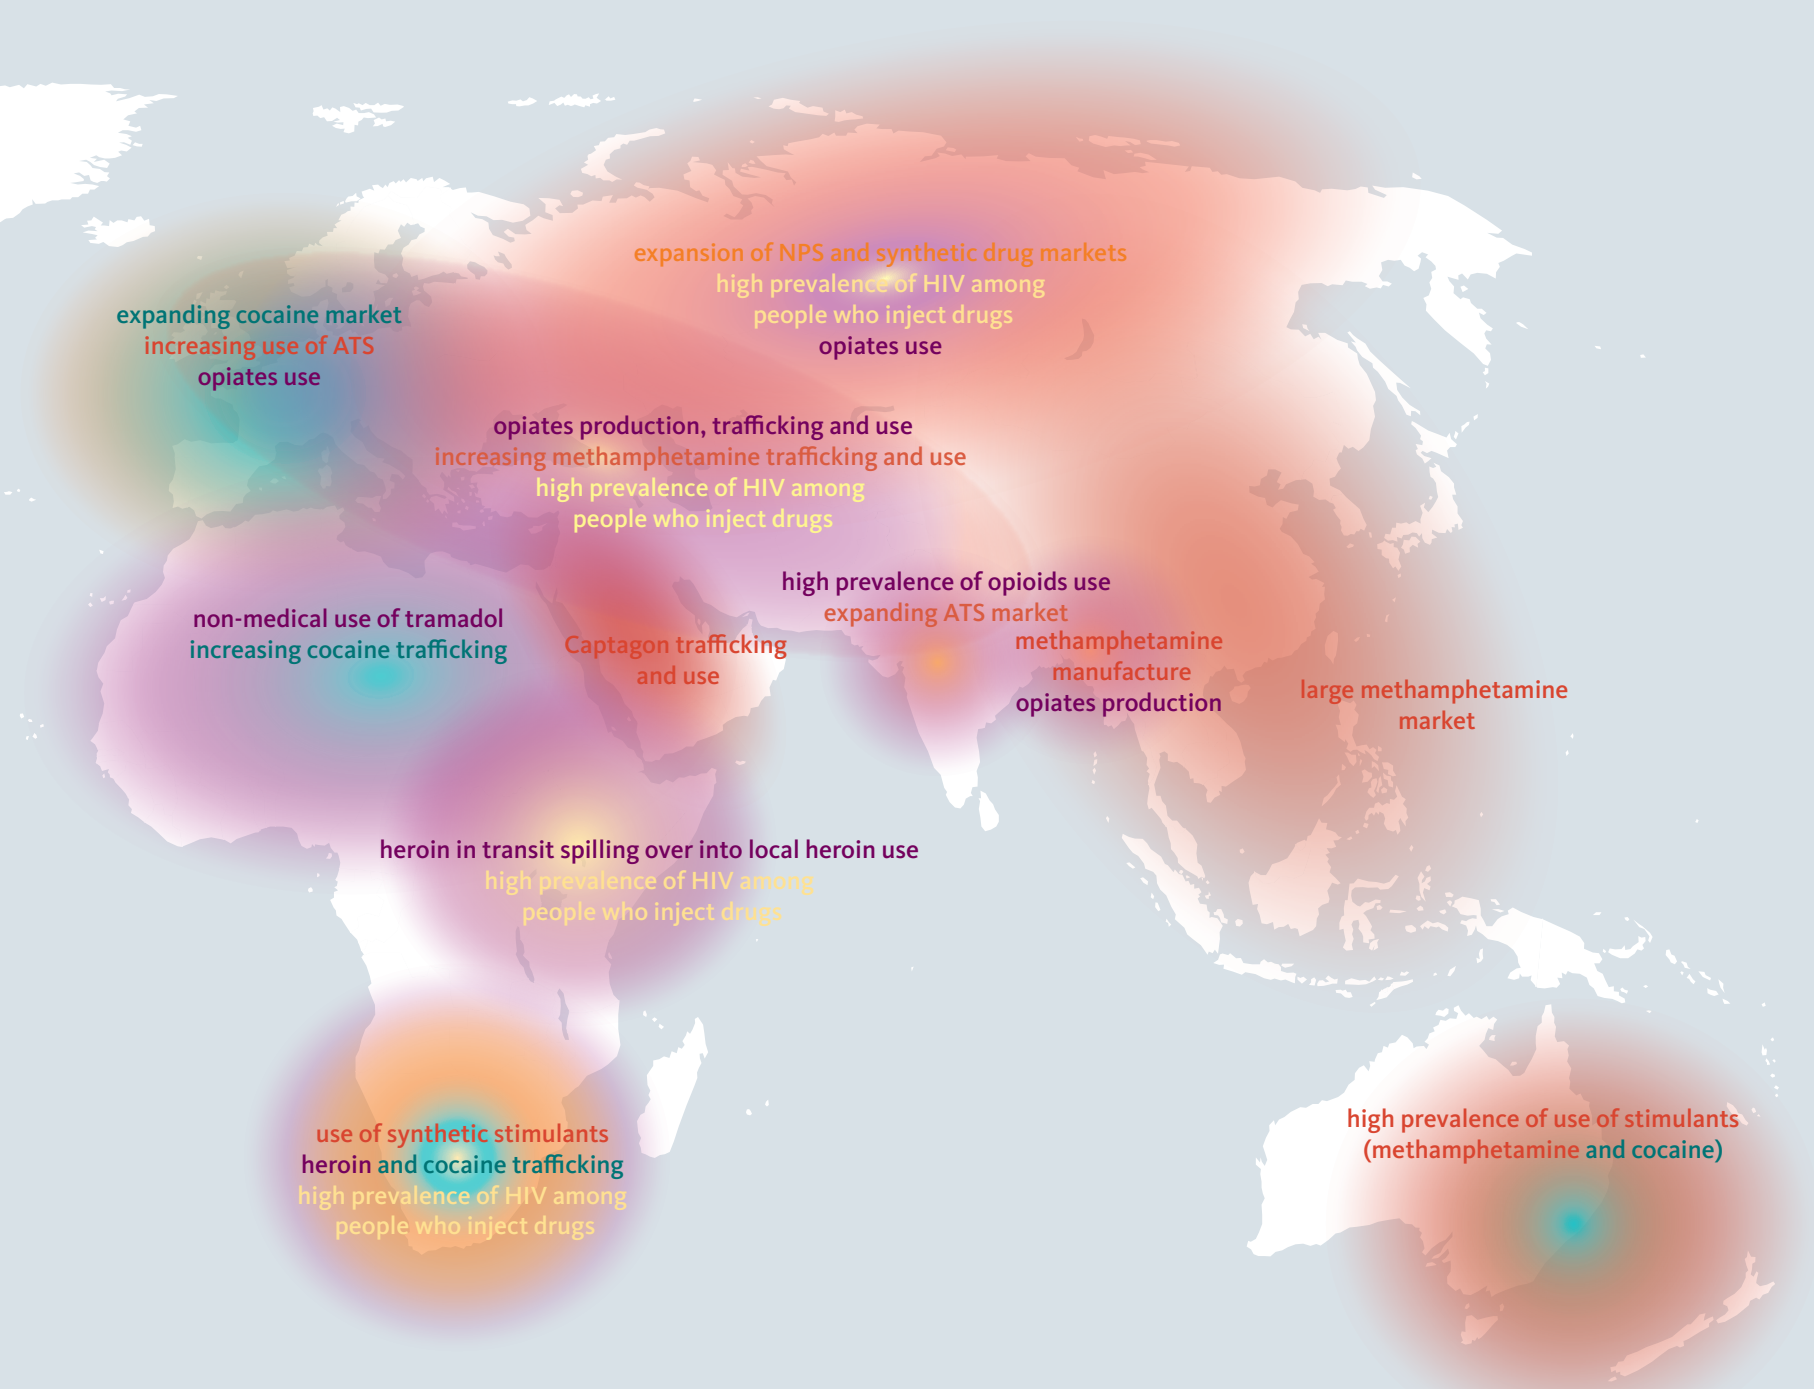 expansion of NPS and synthetic drug markets
high prevalence of HIV among
people who inject drugs
opiates use
expanding cocaine market
increasing use of ATS
opiates use
opiates production, trafficking and use
increasing methamphetamine trafficking and use
high prevalence of HIV among
people who inject drugs
non-medical use of tramadol
increasing cocaine trafficking
Captagon trafficking
and use
high prevalence of opioids use
expanding ATS market
methamphetamine
manufacture
opiates production
large methamphetamine
market
heroin in transit spilling over into local heroin use
high prevalence of HIV among
people who inject drugs
use of synthetic stimulants
heroin and cocaine trafficking
high prevalence of HIV among
people who inject drugs
high prevalence of use of stimulants
(methamphetamine and cocaine)